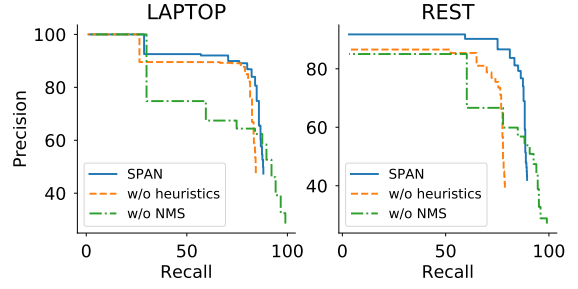 LAPTOP
REST
100
80
60
40
Precision
SPAN
w/o heuristics
w/o NMS
0
50
100
Recall
80
60
40
SPAN
w/o heuristics
w/o NMS
0
50
100
Recall